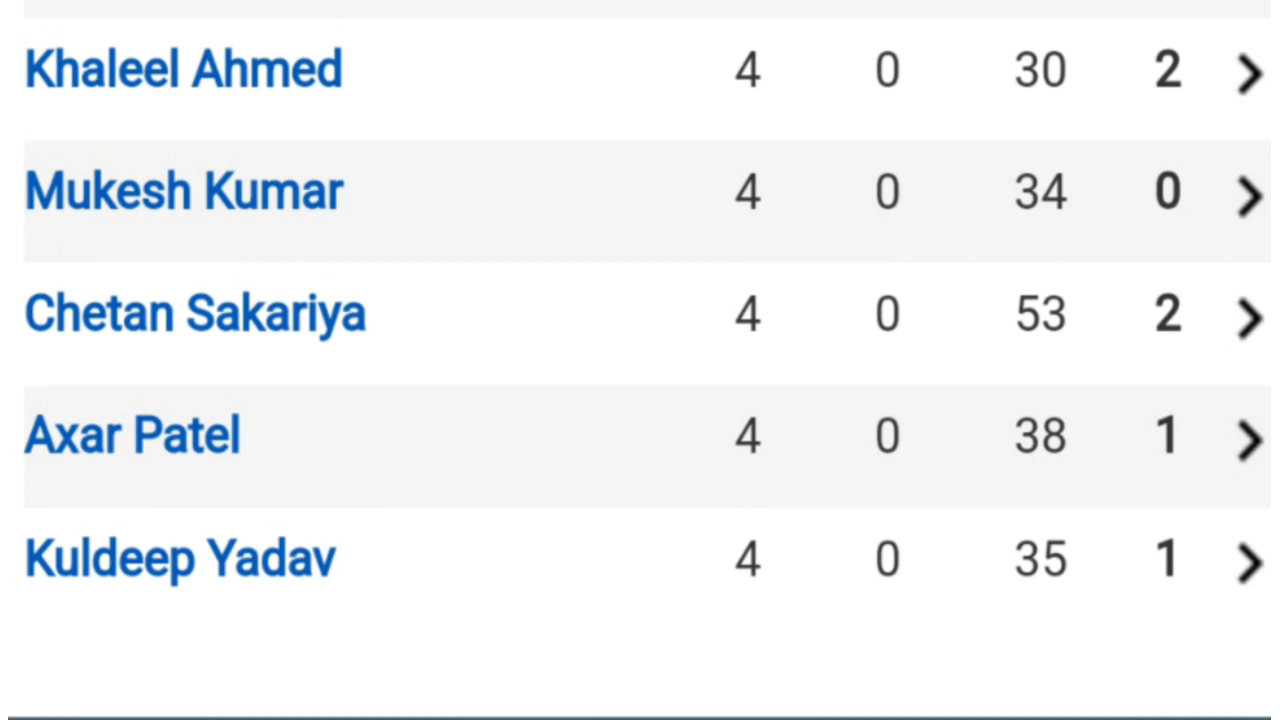 Khaleel Ahmed 4 0 30 2
Mukesh Kumar 4 0 34 0
Chetan Sakariya 4 0 53 2
Axar Patel 4 0 38 1
Kuldeep Yadav 4 0 35 1